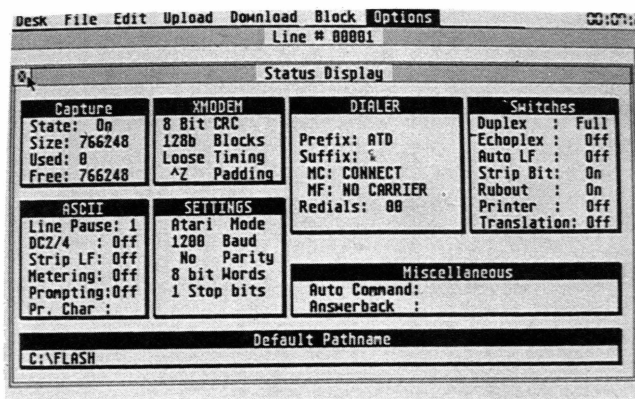 Desk File Edit Upload Download Block Options 00:07:
Line # 00001
Status Display
Capture
State: On
Size: 766248
Used: 0
Free: 766248
XMODEM
8 Bit CRC
128b Blocks
Loose Timing
^Z Padding
DIALER
Prefix: ATD
Suffix:
MC: CONNECT
MF: NO CARRIER
Redials: 00
`Switches
Duplex : Full
Echoplex : Off
Auto LF : Off
Strip Bit: On
Rubout : On
Printer : Off
Translation: Off
ASCII
Line Pause: 1
DC2/4 : Off
Strip LF: Off
Metering: Off
Prompting:Off
Pr. Char :
SETTINGS
Atari Mode
1200 Baud
No Parity
8 bit Words
1 Stop bits
Miscellaneous
Auto Command:
Answerback :
Default Pathname
C:\FLASH